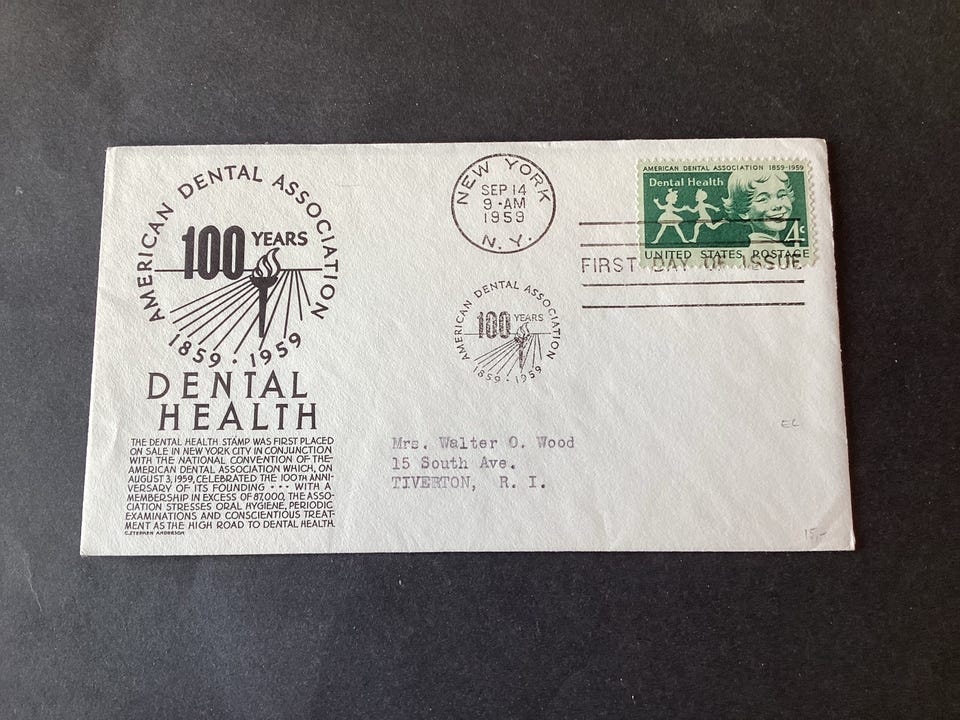 AMERICAN DENTAL ASSOCIATION
100 YEARS
1859 · 1959
DENTAL
HEALTH
THE DENTAL HEALTH STAMP WAS FIRST PLACED
ON SALE IN NEW YORK CITY IN CONJUNCTION
WITH THE NATIONAL CONVENTION OF THE
AMERICAN DENTAL ASSOCIATION WHICH, ON
AUGUST 3, 1959, CELEBRATED THE 100TH ANNI-
VERSARY OF ITS FOUNDING ··· WITH A
MEMBERSHIP IN EXCESS OF 87,000, THE ASSO-
CIATION STRESSES ORAL HYGIENE, PERIODIC
EXAMINATIONS AND CONSCIENTIOUS TREAT-
MENT AS THE HIGH ROAD TO DENTAL HEALTH.
C. STEPHEN ANDERSON
NEW YORK
SEP 14
9-AM
1959
N. Y.
AMERICAN DENTAL ASSOCIATION 1859-1959
Dental Health
4c
UNITED STATES POSTAGE
FIRST DAY OF ISSUE
AMERICAN DENTAL ASSOCIATION
100 YEARS
1859 · 1959
Mrs. Walter O. Wood
15 South Ave.
TIVERTON, R. I.
EL
15,-